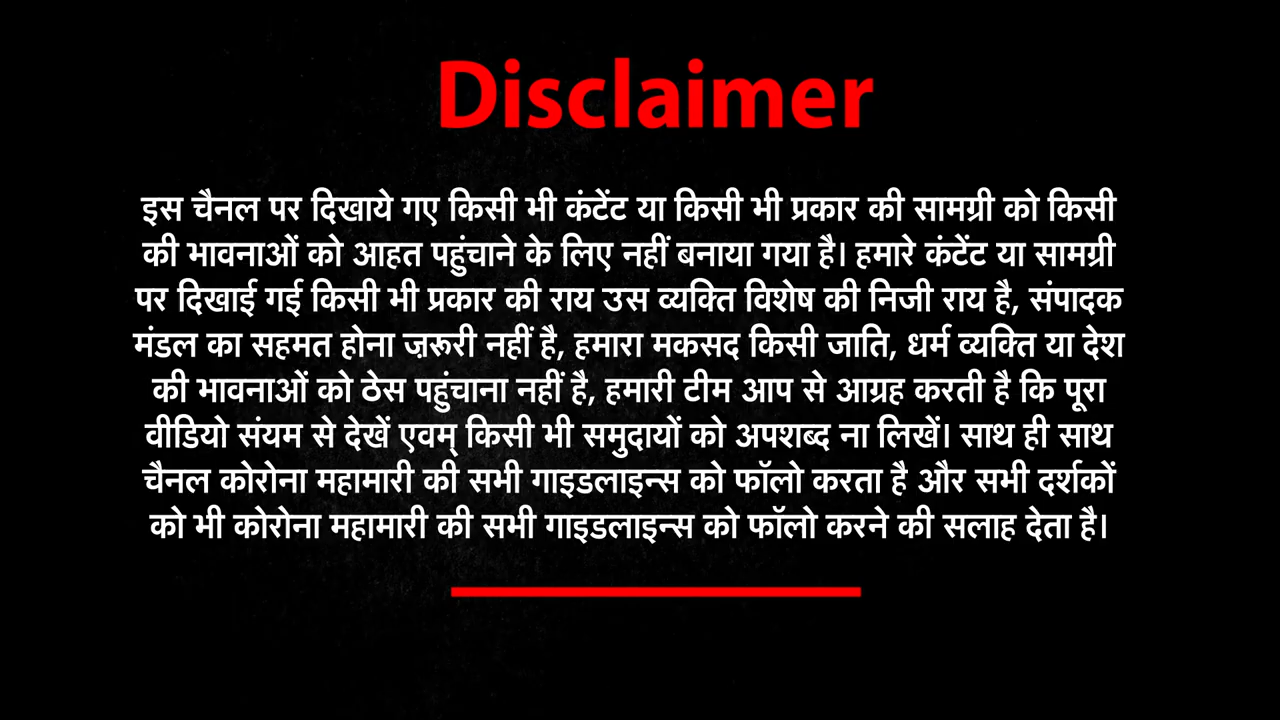 Disclaimer
इस चैनल पर दिखाये गए किसी भी कंटेंट या किसी भी प्रकार की सामग्री को किसी
की भावनाओं को आहत पहुंचाने के लिए नहीं बनाया गया है। हमारे कंटेंट या सामग्री
पर दिखाई गई किसी भी प्रकार की राय उस व्यक्ति विशेष की निजी राय है, संपादक
मंडल का सहमत होना ज़रूरी नहीं है, हमारा मकसद किसी जाति, धर्म व्यक्ति या देश
की भावनाओं को ठेस पहुंचाना नहीं है, हमारी टीम आप से आग्रह करती है कि पूरा
वीडियो संयम से देखें एवम् किसी भी समुदायों को अपशब्द ना लिखें। साथ ही साथ
चैनल कोरोना महामारी की सभी गाइडलाइन्स को फॉलो करता है और सभी दर्शकों
को भी कोरोना महामारी की सभी गाइडलाइन्स को फॉलो करने की सलाह देता है।